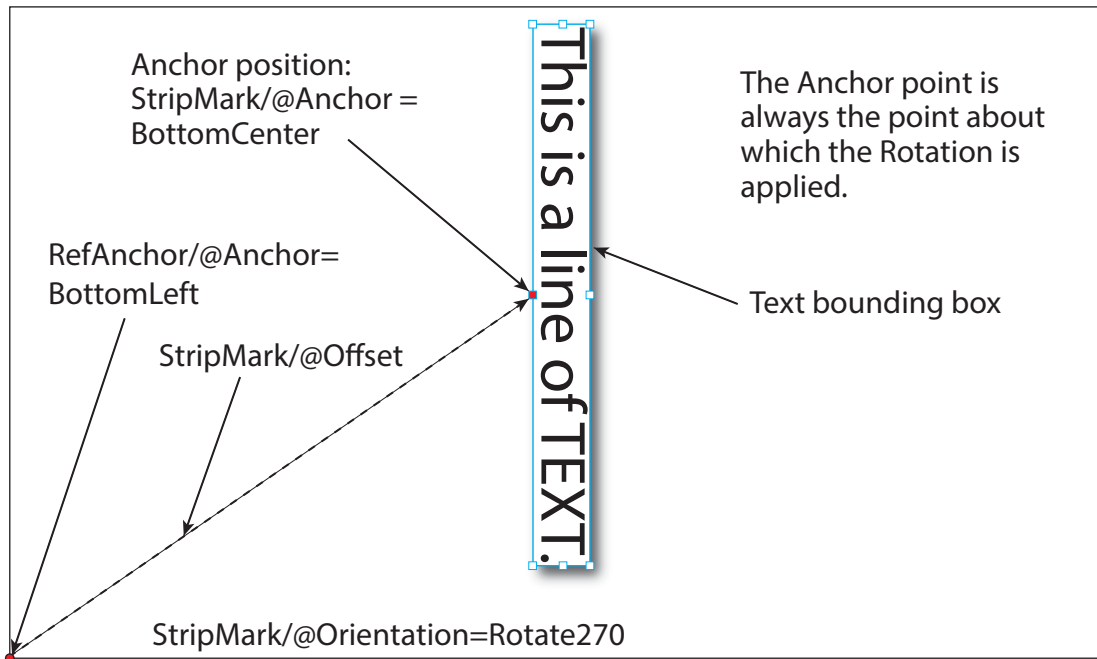 Anchor position:
StripMark/@Anchor =
BottomCenter
This is a line of TEXT.
The Anchor point is
always the point about
which the Rotation is
applied.
RefAnchor/@Anchor=
BottomLeft
Text bounding box
StripMark/@Offset
StripMark/@Orientation=Rotate270